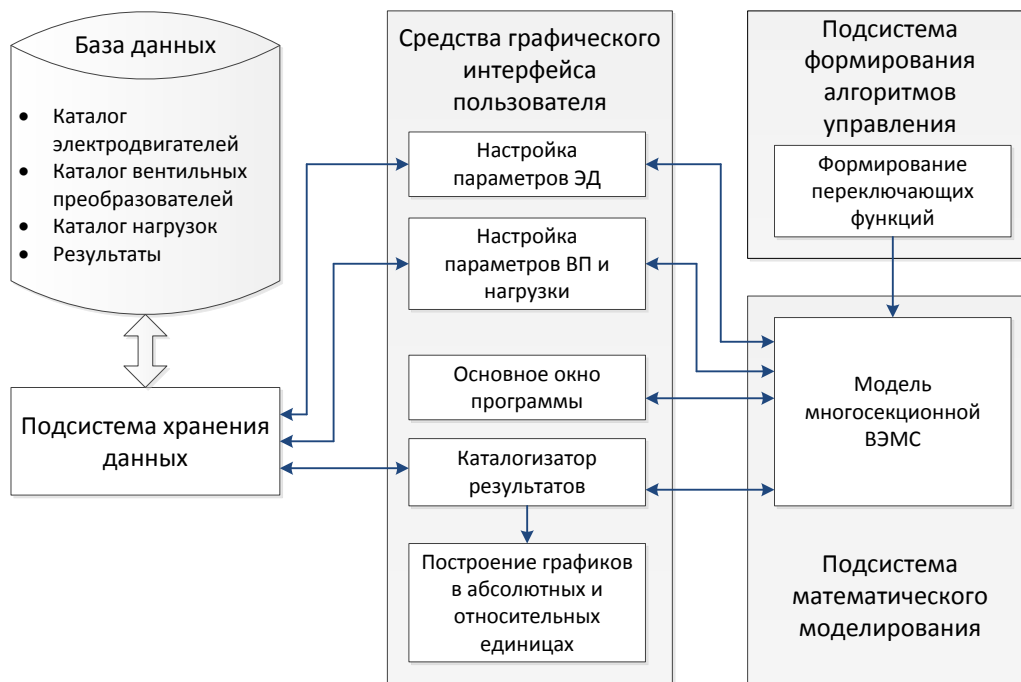 База данных
• Каталог
электродвигателей
• Каталог вентильных
преобразователей
• Каталог нагрузок
• Результаты
Подсистема хранения
данных
Средства графического
интерфейса
пользователя
Настройка
параметров ЭД
Настройка
параметров ВП и
нагрузки
Основное окно
программы
Каталогизатор
результатов
Построение графиков
в абсолютных и
относительных
единицах
Подсистема
формирования
алгоритмов
управления
Формирование
переключающих
функций
Модель
многосекционной
ВЭМС
Подсистема
математического
моделирования